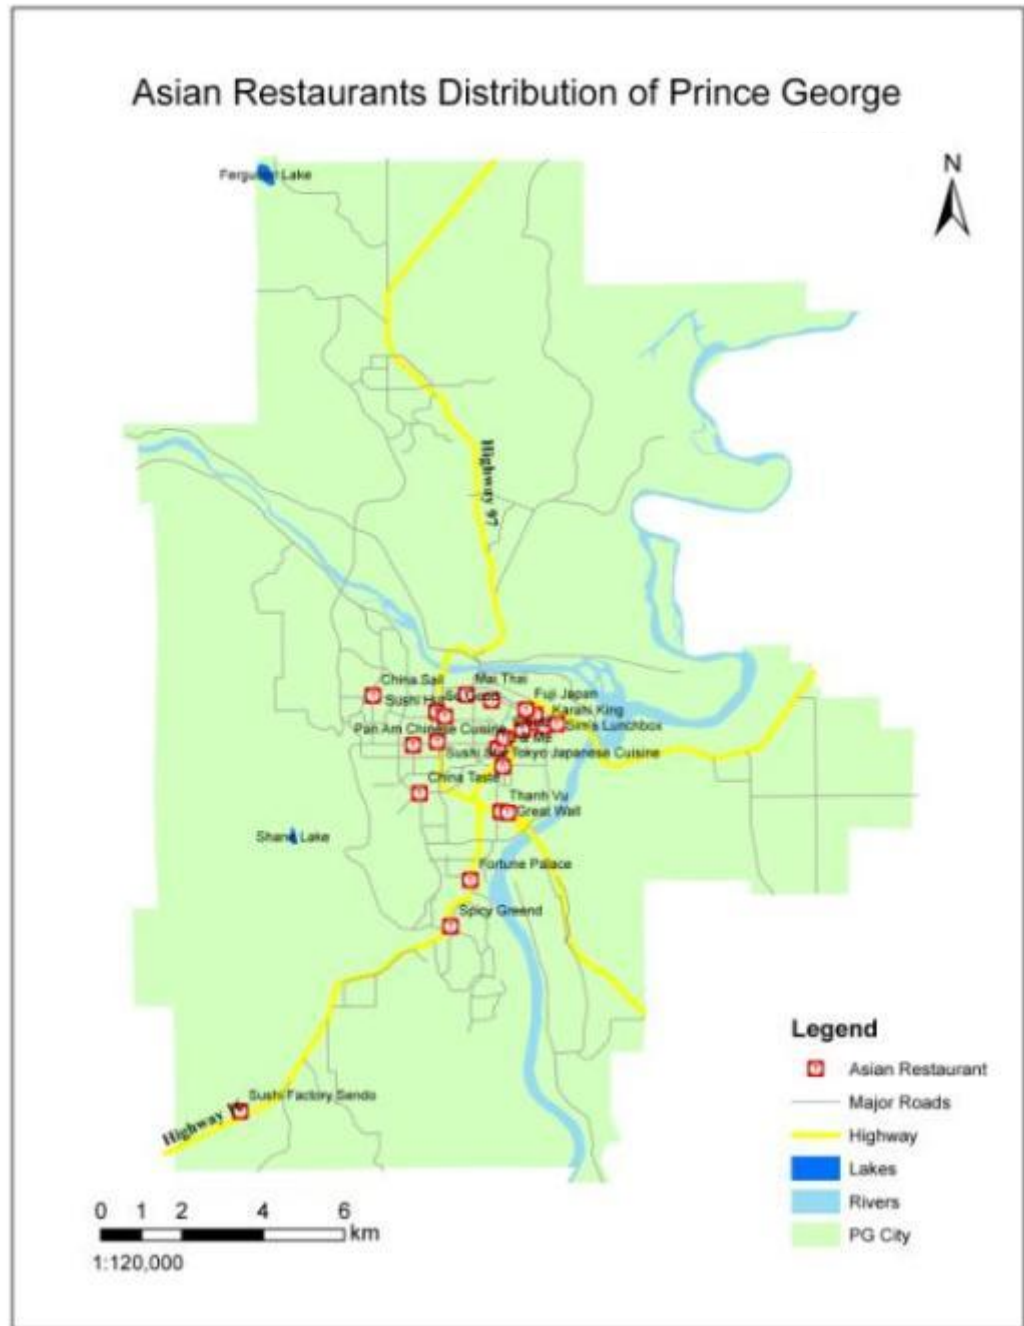 Asian Restaurants Distribution of Prince George
N
Lake
Highway 97
China Sail
Mai Thai
Sushi
Fuji Japan
Karahi King
Sim's Lunchbox
Pan Am Chinese Cuisine
Sushi
Tokyo Japanese Cuisine
China Taste
Thanh Vu
Great Wall
Lake
Fortune Palace
Spicy Greend
Sushi Factory Sendo
Highway
Legend
Asian Restaurant
Major Roads
Highway
Lakes
Rivers
PG City
0 1 2 4 6
km
1:120,000